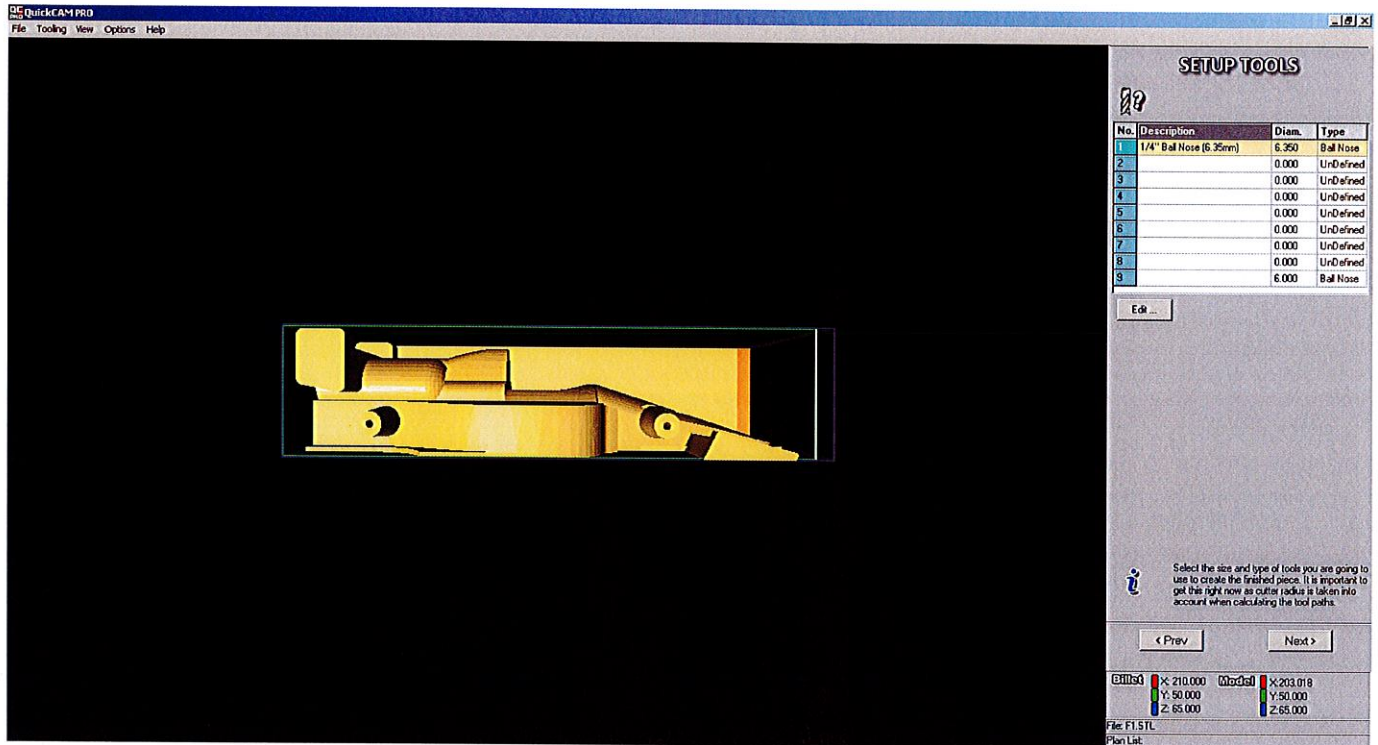 QC PRO QuickCAM PRO
File Tooling View Options Help
SETUP TOOLS
No. Description Diam. Type
1 1/4" Ball Nose (6.35mm) 6.350 Ball Nose
2 0.000 UnDefined
3 0.000 UnDefined
4 0.000 UnDefined
5 0.000 UnDefined
6 0.000 UnDefined
7 0.000 UnDefined
8 0.000 UnDefined
9 6.000 Ball Nose
Edit ...
Select the size and type of tools you are going to
use to create the finished piece. It is important to
get this right now as cutter radius is taken into
account when calculating the tool paths.
< Prev Next >
Billet X: 210.000 Model X:203.018
Y: 50.000 Y:50.000
Z: 65.000 Z:65.000
File: F1.STL
Plan List: